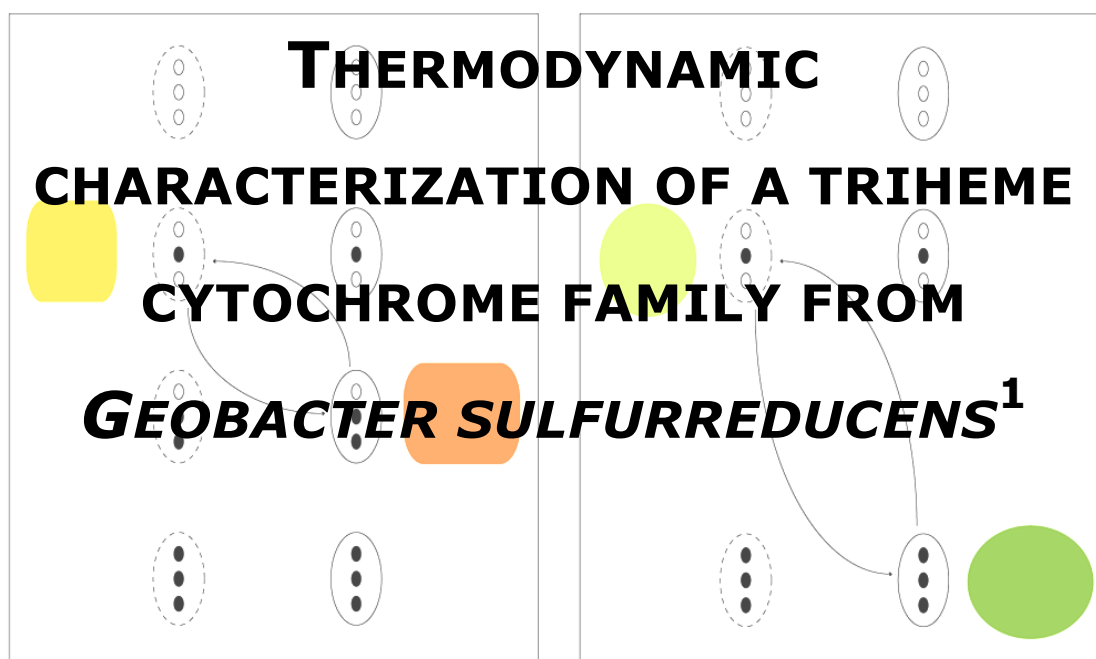 THERMODYNAMIC
CHARACTERIZATION OF A TRIHEME
CYTOCHROME FAMILY FROM
GEOBACTER SULFURREDUCENS¹